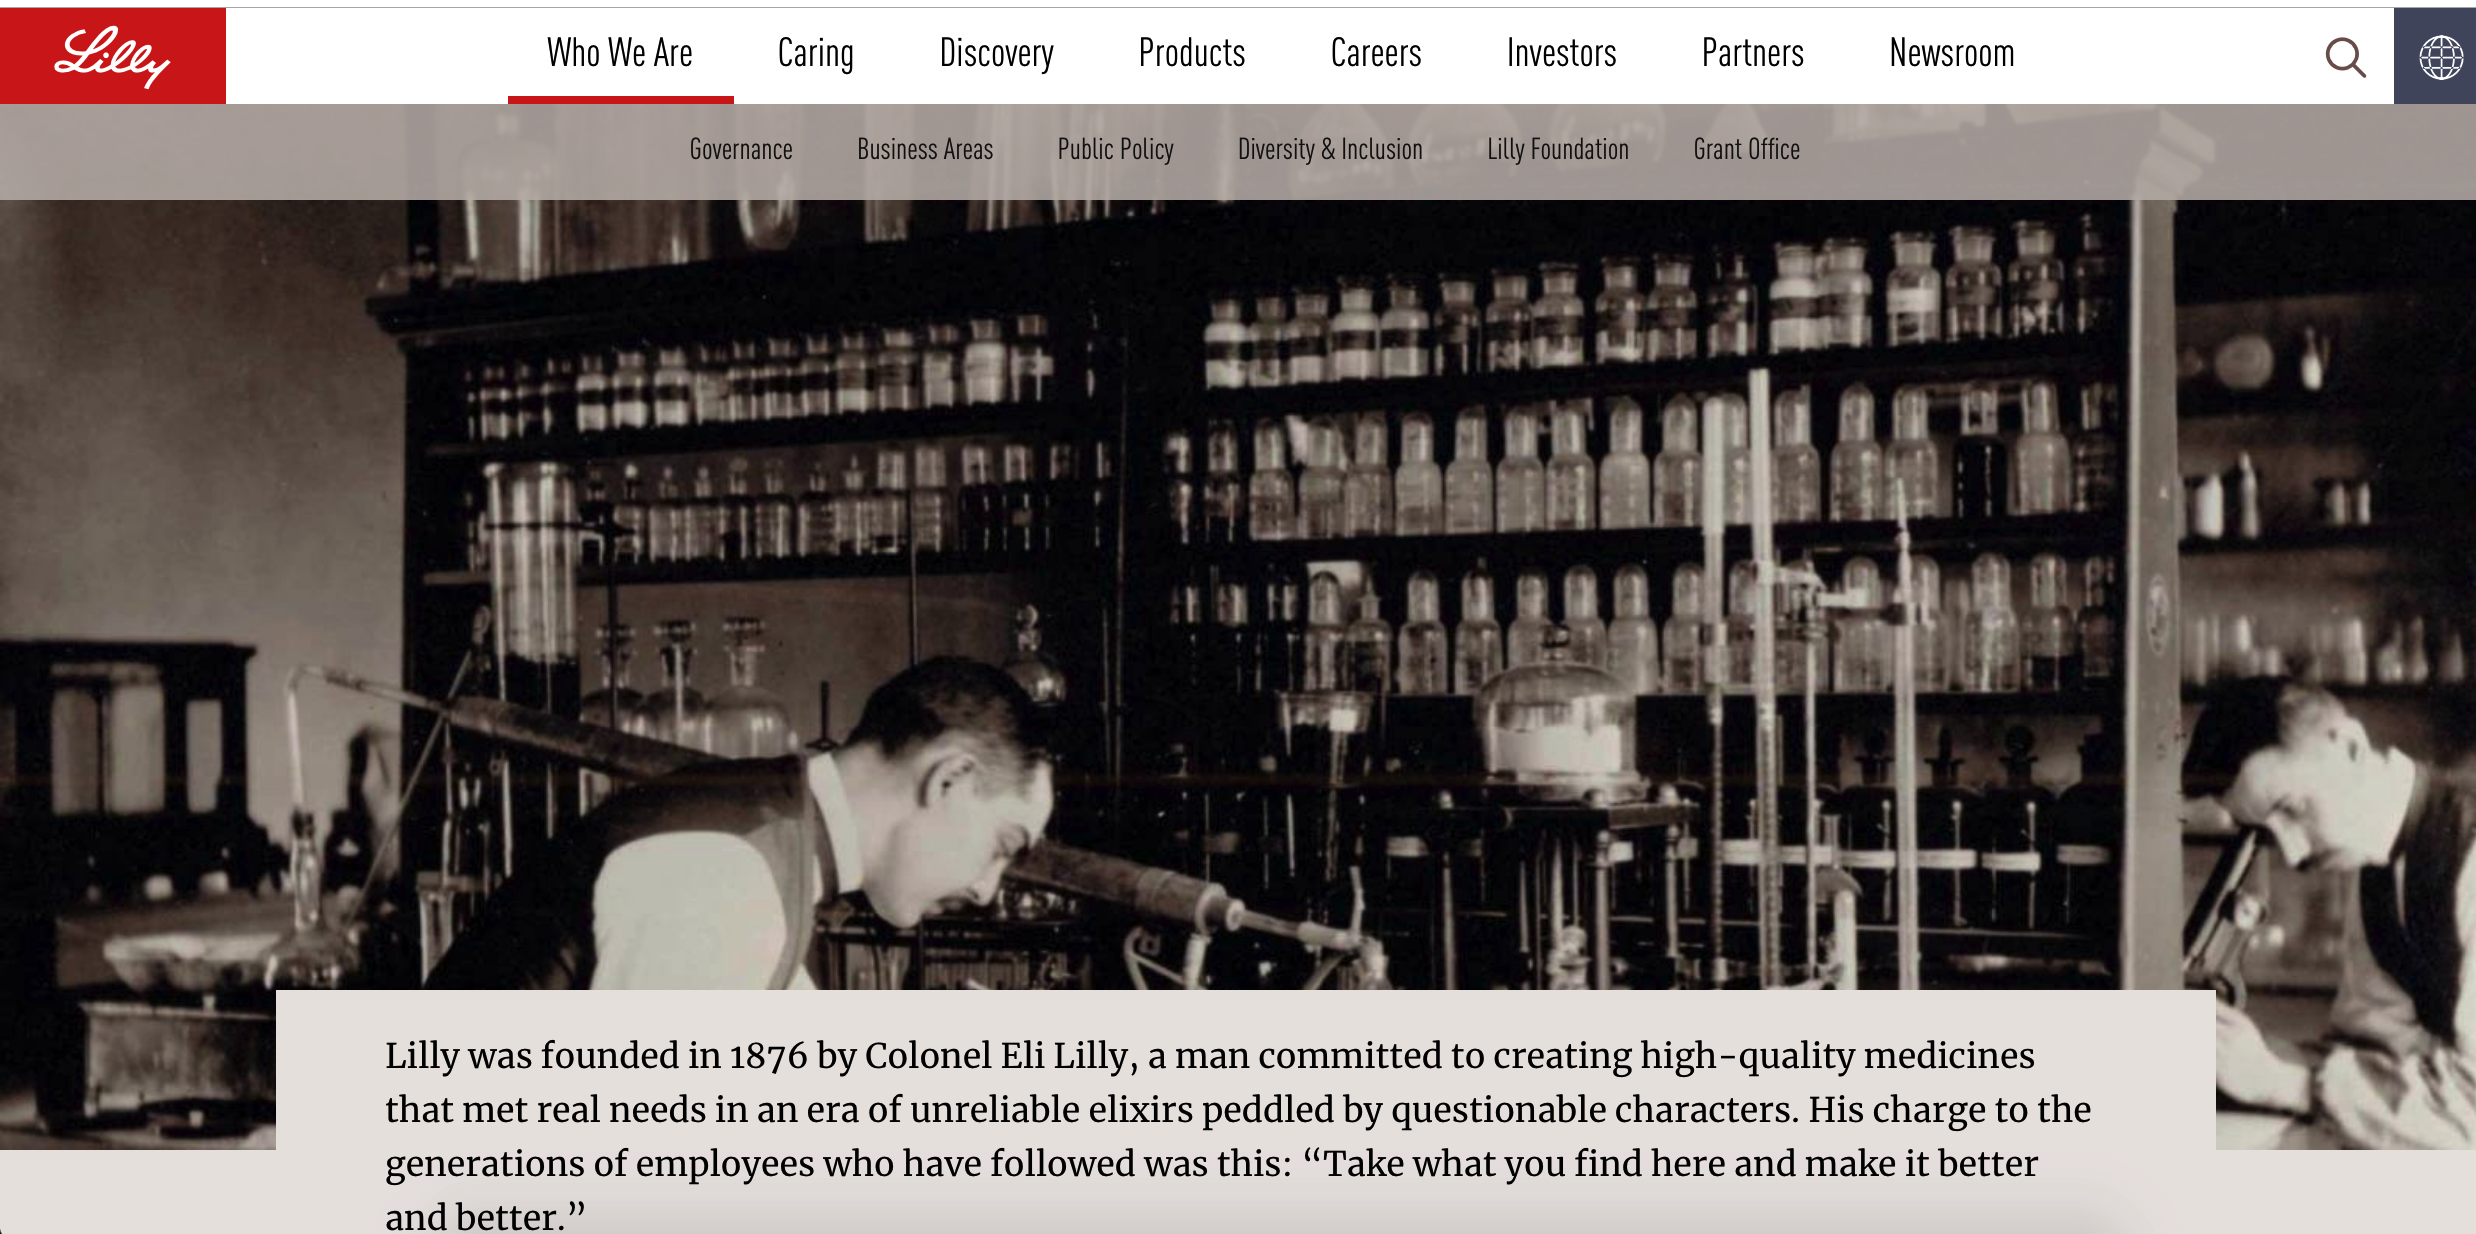 Lilly
Who We Are Caring Discovery Products Careers Investors Partners Newsroom
Governance Business Areas Public Policy Diversity & Inclusion Lilly Foundation Grant Office
Lilly was founded in 1876 by Colonel Eli Lilly, a man committed to creating high-quality medicines
that met real needs in an era of unreliable elixirs peddled by questionable characters. His charge to the
generations of employees who have followed was this: “Take what you find here and make it better
and better.”